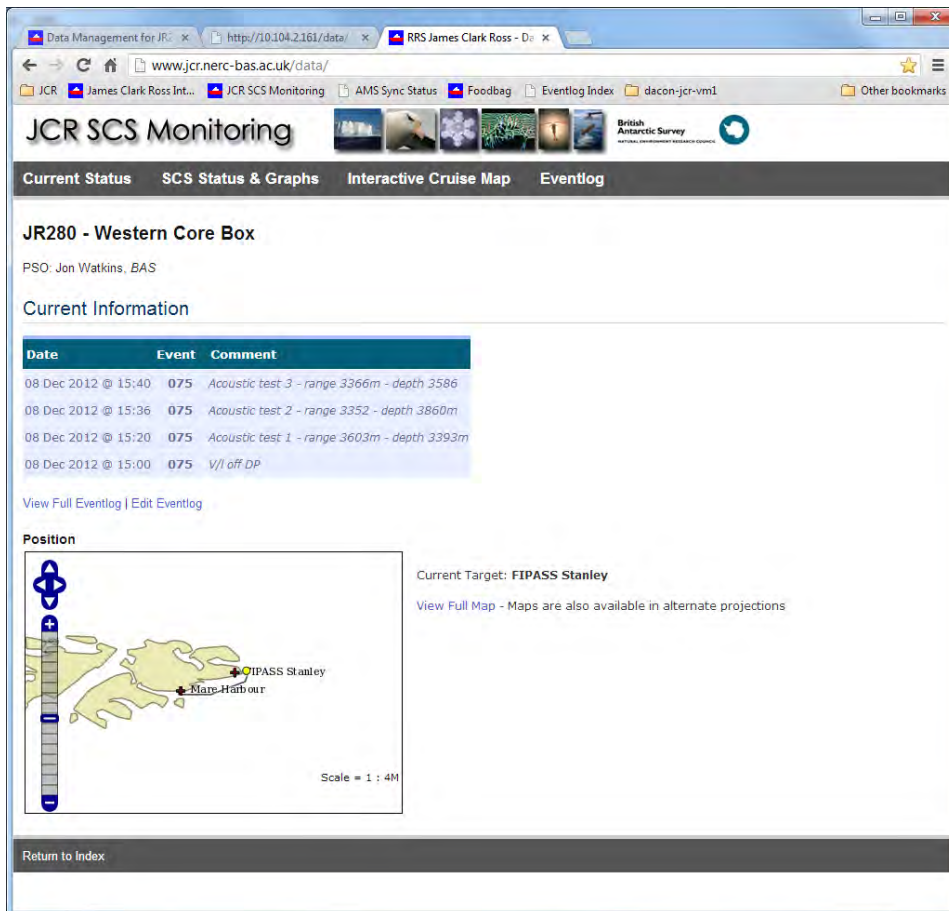 Data Management for JR2
http://10.104.2.161/data/
RRS James Clark Ross - Da
www.jcr.nerc-bas.ac.uk/data/
JCR
James Clark Ross Int...
JCR SCS Monitoring
AMS Sync Status
Foodbag
Eventlog Index
dacon-jcr-vm1
Other bookmarks
JCR SCS Monitoring
British
Antarctic Survey
NATURAL ENVIRONMENT RESEARCH COUNCIL
Current Status SCS Status & Graphs Interactive Cruise Map Eventlog
JR280 - Western Core Box
PSO: Jon Watkins, BAS
Current Information
Date Event Comment
08 Dec 2012 @ 15:40 075 Acoustic test 3 - range 3366m - depth 3586
08 Dec 2012 @ 15:36 075 Acoustic test 2 - range 3352 - depth 3860m
08 Dec 2012 @ 15:20 075 Acoustic test 1 - range 3603m - depth 3393m
08 Dec 2012 @ 15:00 075 V/l off DP
View Full Eventlog | Edit Eventlog
Position
Current Target: FIPASS Stanley
View Full Map - Maps are also available in alternate projections
FIPASS Stanley
Mare Harbour
Scale = 1 : 4M
Return to Index